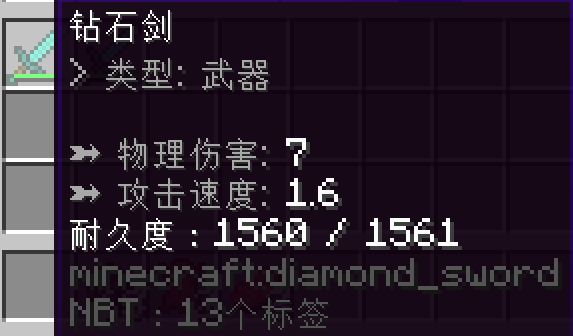 钻石剑
> 类型: 武器
➳ 物理伤害: 7
➳ 攻击速度: 1.6
耐久度：1560 / 1561
minecraft:diamond_sword
NBT：13个标签